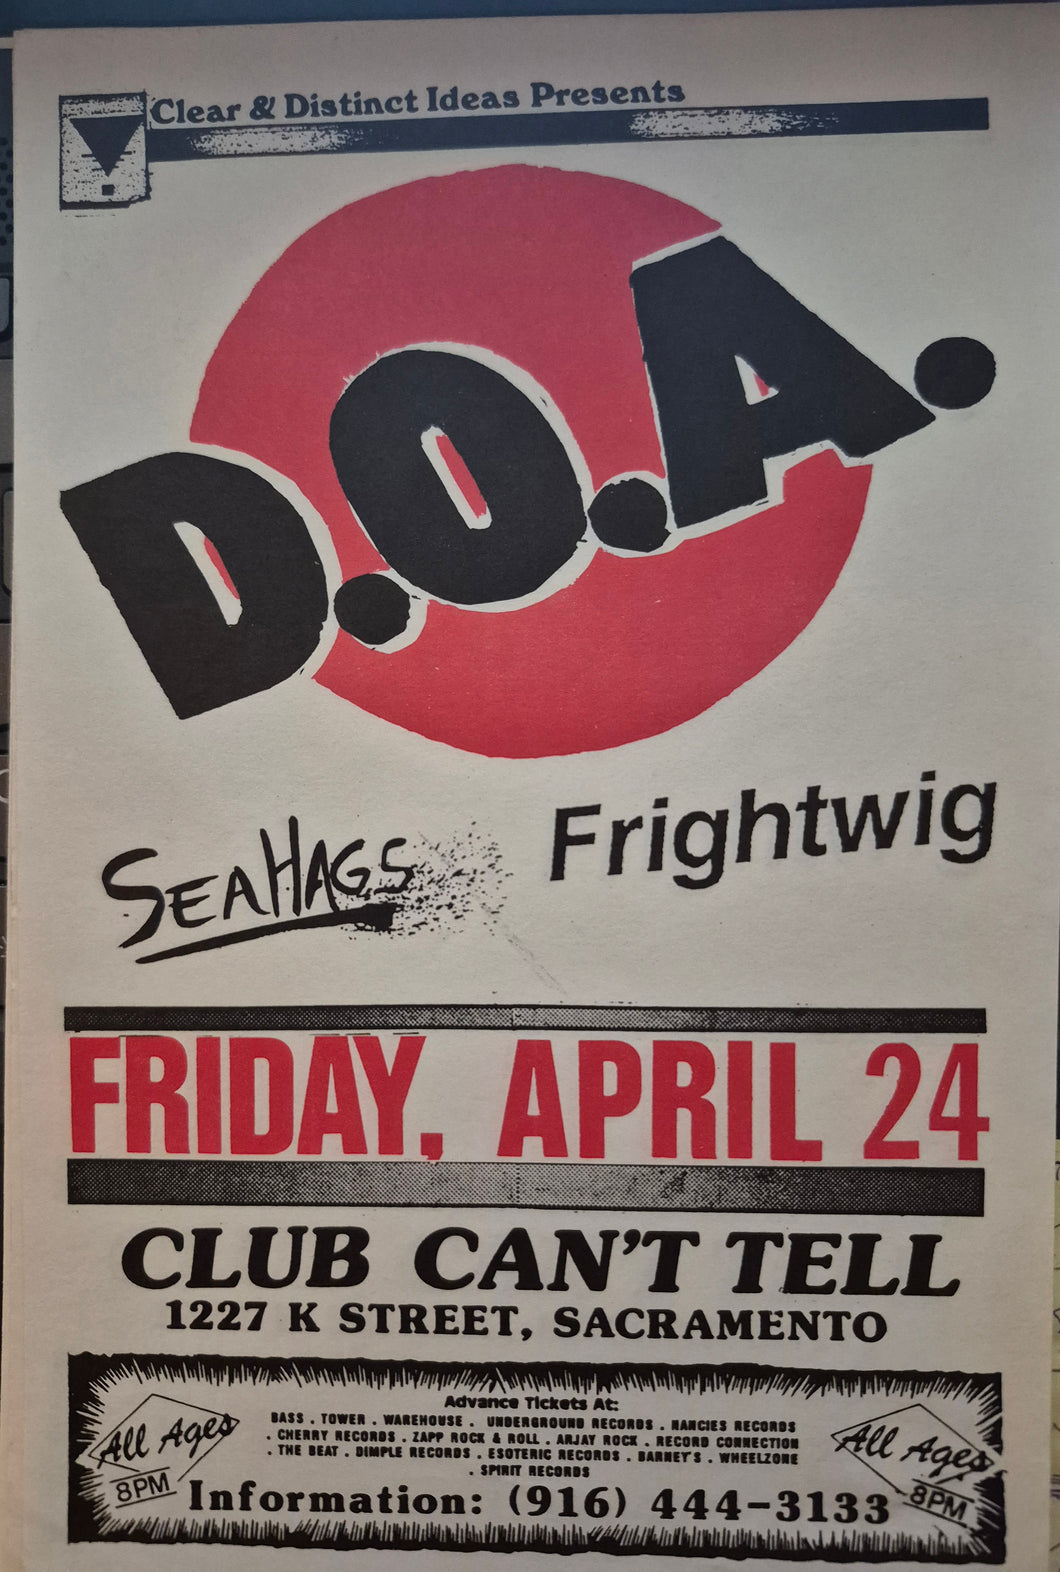 Clear & Distinct Ideas Presents
D.O.A.
SEAHAGS
Frightwig
FRIDAY, APRIL 24
CLUB CAN'T TELL
1227 K STREET, SACRAMENTO
Advance Tickets At:
BASS . TOWER . WAREHOUSE . UNDERGROUND RECORDS . NANCIES RECORDS
. CHERRY RECORDS . ZAPP ROCK & ROLL . ARJAY ROCK . RECORD CONNECTION
. THE BEAT . DIMPLE RECORDS . ESOTERIC RECORDS . BARNEY'S . WHEELZONE
. SPIRIT RECORDS
All Ages
8PM
All Ages
8PM
Information: (916) 444-3133